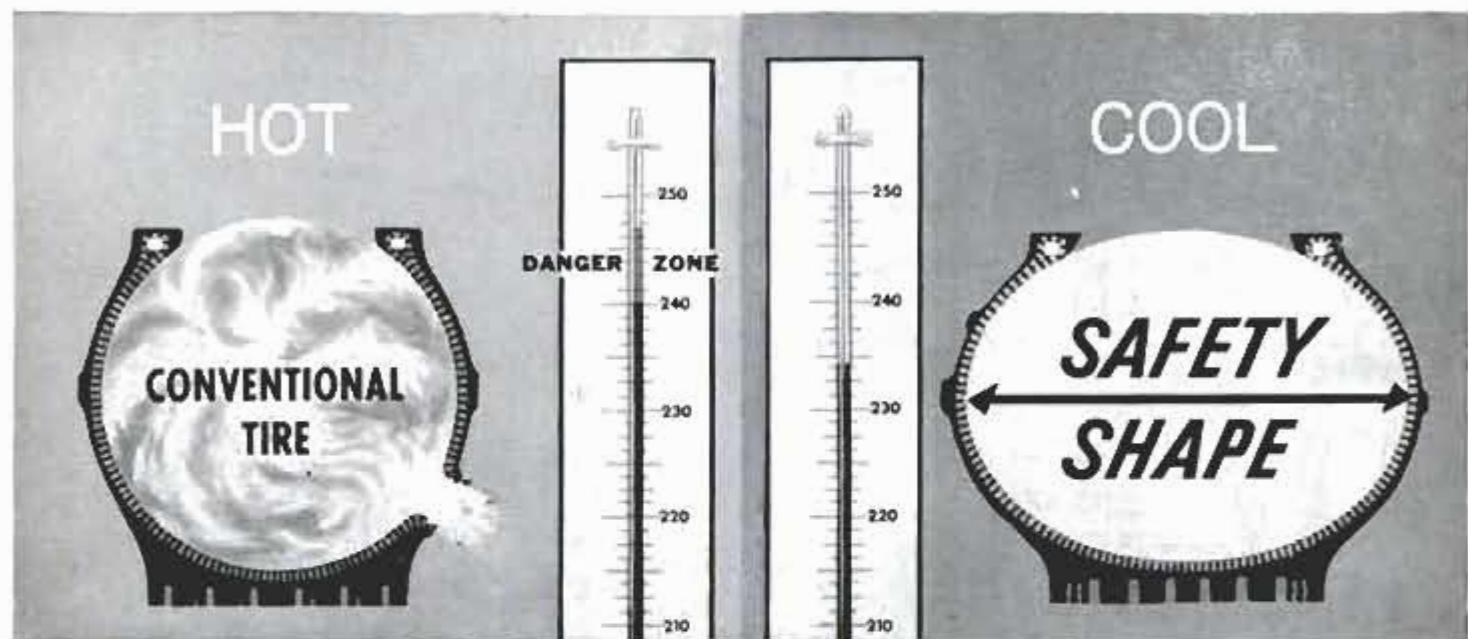 HOT
CONVENTIONAL
TIRE
250
DANGER ZONE
240
230
220
210
250
240
230
220
210
COOL
SAFETY
SHAPE